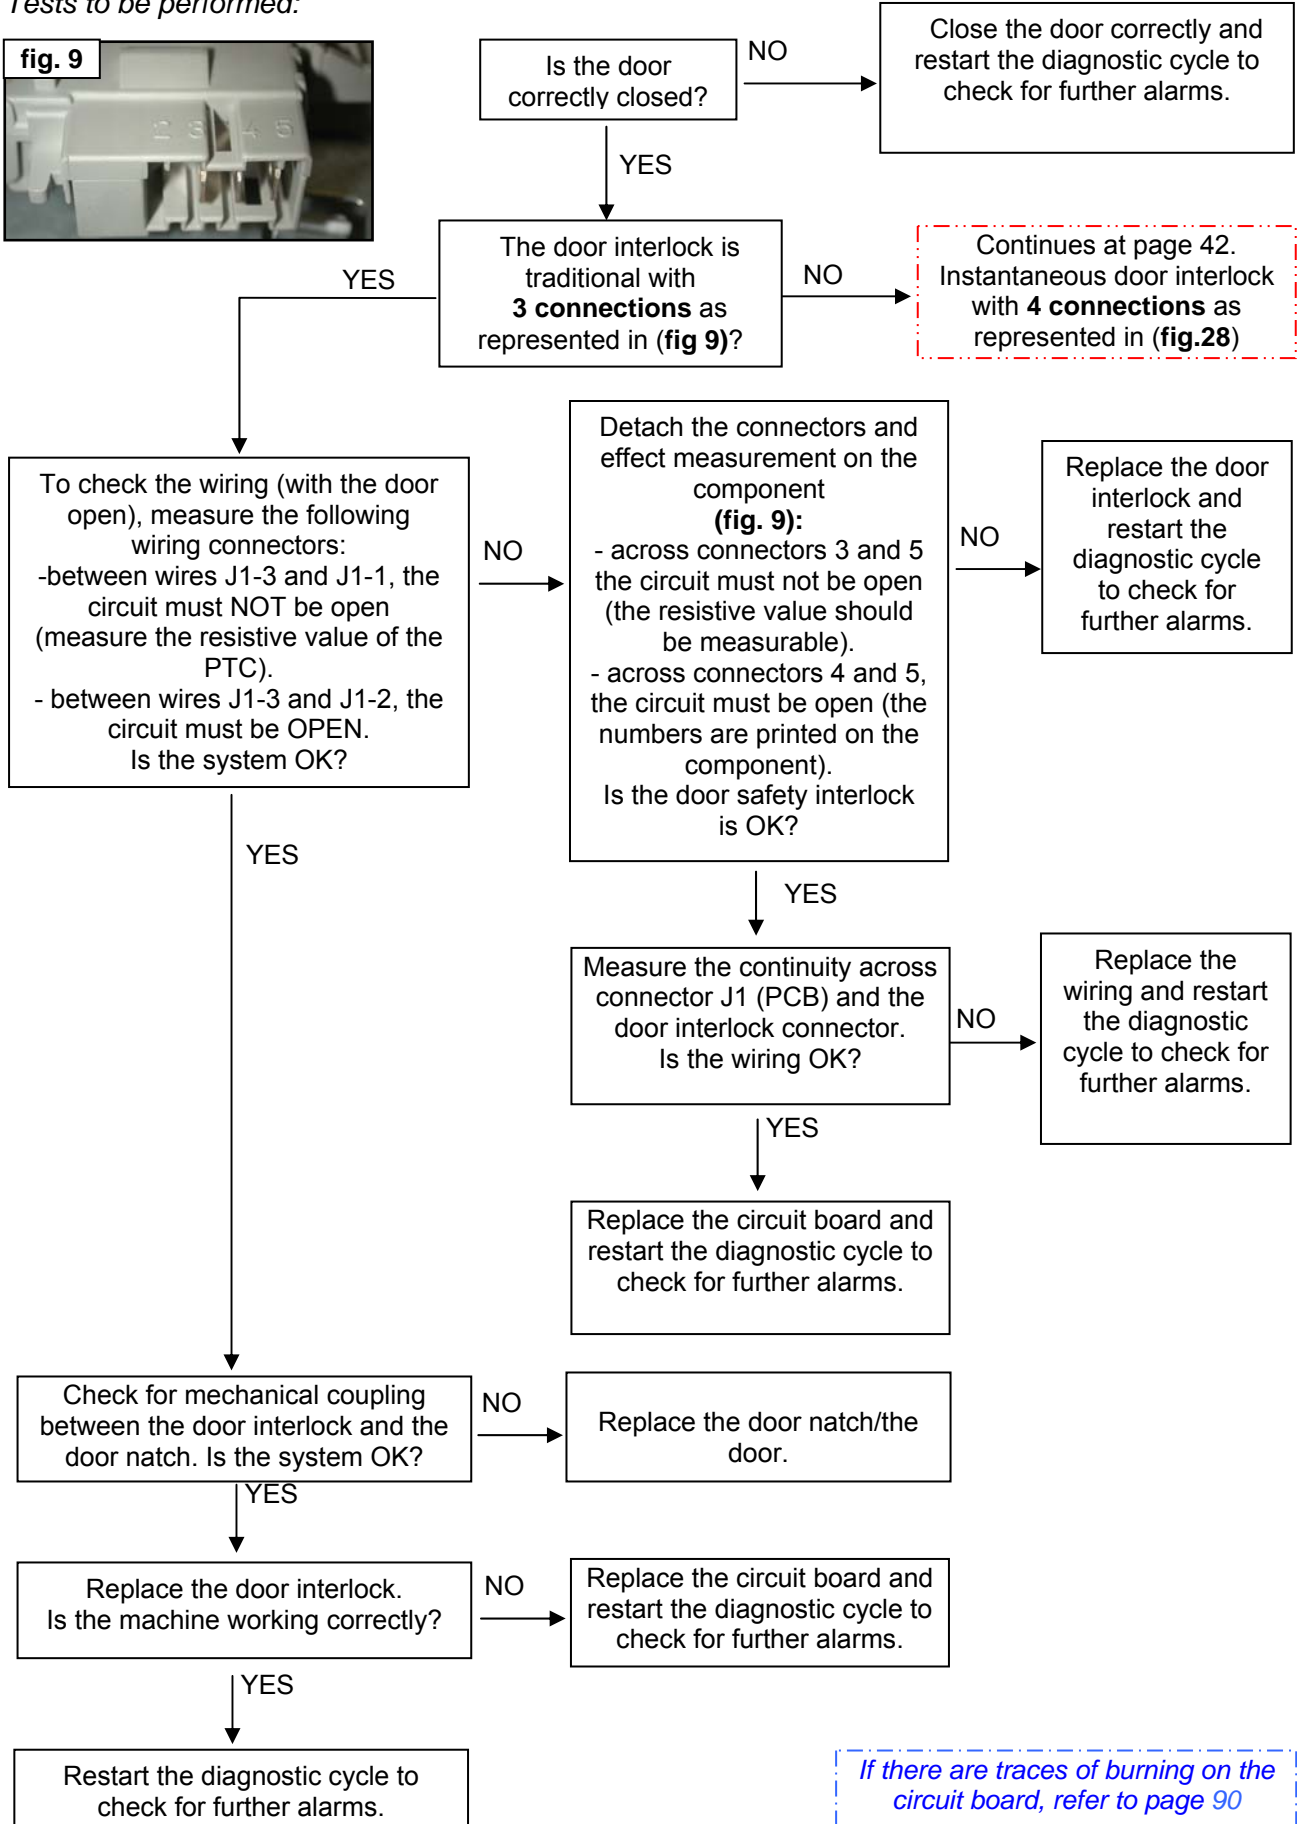 Tests to be performed:
fig. 9
2 3 4 5
Is the door
correctly closed?
NO
Close the door correctly and
restart the diagnostic cycle to
check for further alarms.
YES
The door interlock is
traditional with
3 connections as
represented in (fig 9)?
YES
NO
Continues at page 42.
Instantaneous door interlock
with 4 connections as
represented in (fig.28)
To check the wiring (with the door
open), measure the following
wiring connectors:
-between wires J1-3 and J1-1, the
circuit must NOT be open
(measure the resistive value of the
PTC).
- between wires J1-3 and J1-2, the
circuit must be OPEN.
Is the system OK?
NO
Detach the connectors and
effect measurement on the
component
(fig. 9):
- across connectors 3 and 5
the circuit must not be open
(the resistive value should
be measurable).
- across connectors 4 and 5,
the circuit must be open (the
numbers are printed on the
component).
Is the door safety interlock
is OK?
NO
Replace the door
interlock and
restart the
diagnostic cycle
to check for
further alarms.
YES
YES
Measure the continuity across
connector J1 (PCB) and the
door interlock connector.
Is the wiring OK?
NO
Replace the
wiring and restart
the diagnostic
cycle to check for
further alarms.
YES
Replace the circuit board and
restart the diagnostic cycle to
check for further alarms.
Check for mechanical coupling
between the door interlock and the
door natch. Is the system OK?
NO
Replace the door natch/the
door.
YES
Replace the door interlock.
Is the machine working correctly?
NO
Replace the circuit board and
restart the diagnostic cycle to
check for further alarms.
YES
Restart the diagnostic cycle to
check for further alarms.
If there are traces of burning on the
circuit board, refer to page 90